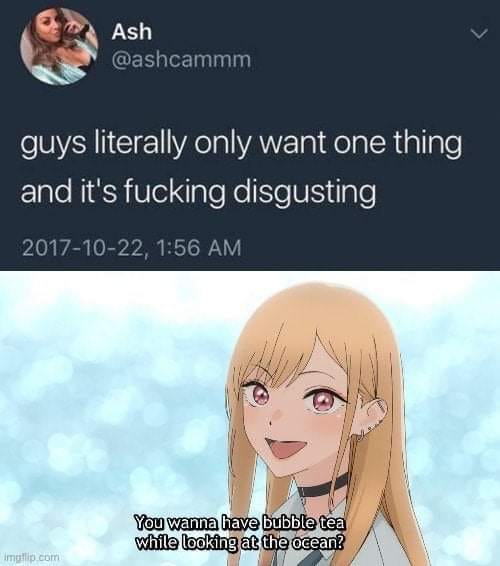 Ash
@ashcammm
guys literally only want one thing
and it's fucking disgusting
2017-10-22, 1:56 AM
You wanna have bubble tea
while looking at the ocean?
imgflip.com